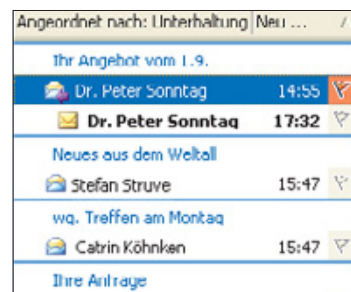 Angeordnet nach: Unterhaltung Neu ...
Ihr Angebot vom 1.9.
Dr. Peter Sonntag 14:55
Dr. Peter Sonntag 17:32
Neues aus dem Weltall
Stefan Struve 15:47
wg. Treffen am Montag
Catrin Köhnken 15:47
Ihre Anfrage